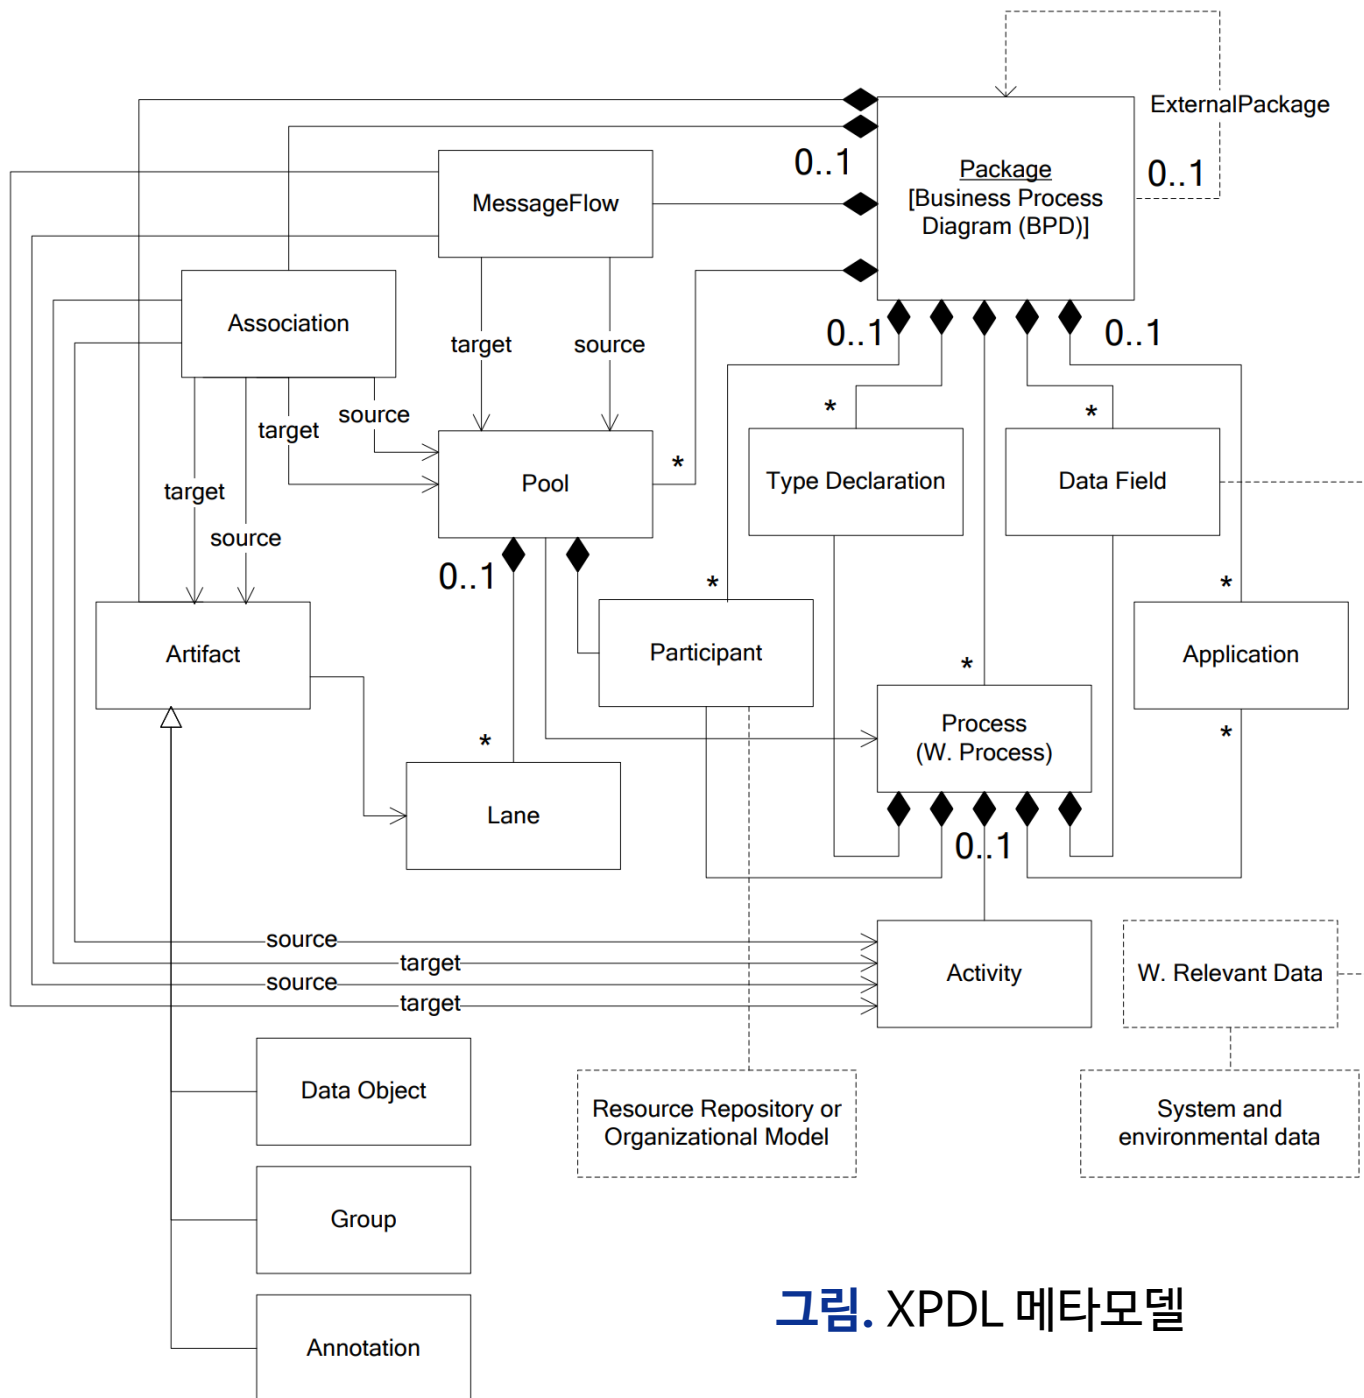 ExternalPackage
0..1
Package
[Business Process
Diagram (BPD)]
0..1
MessageFlow
Association
target
source
0..1
0..1
source
target
*
*
Pool
*
Type Declaration
Data Field
target
source
0..1
*
*
Artifact
Participant
Application
*
Process
(W. Process)
*
*
Lane
0..1
source
target
source
target
Activity
W. Relevant Data
Data Object
Resource Repository or
Organizational Model
System and
environmental data
Group
그림. XPDL 메타모델
Annotation